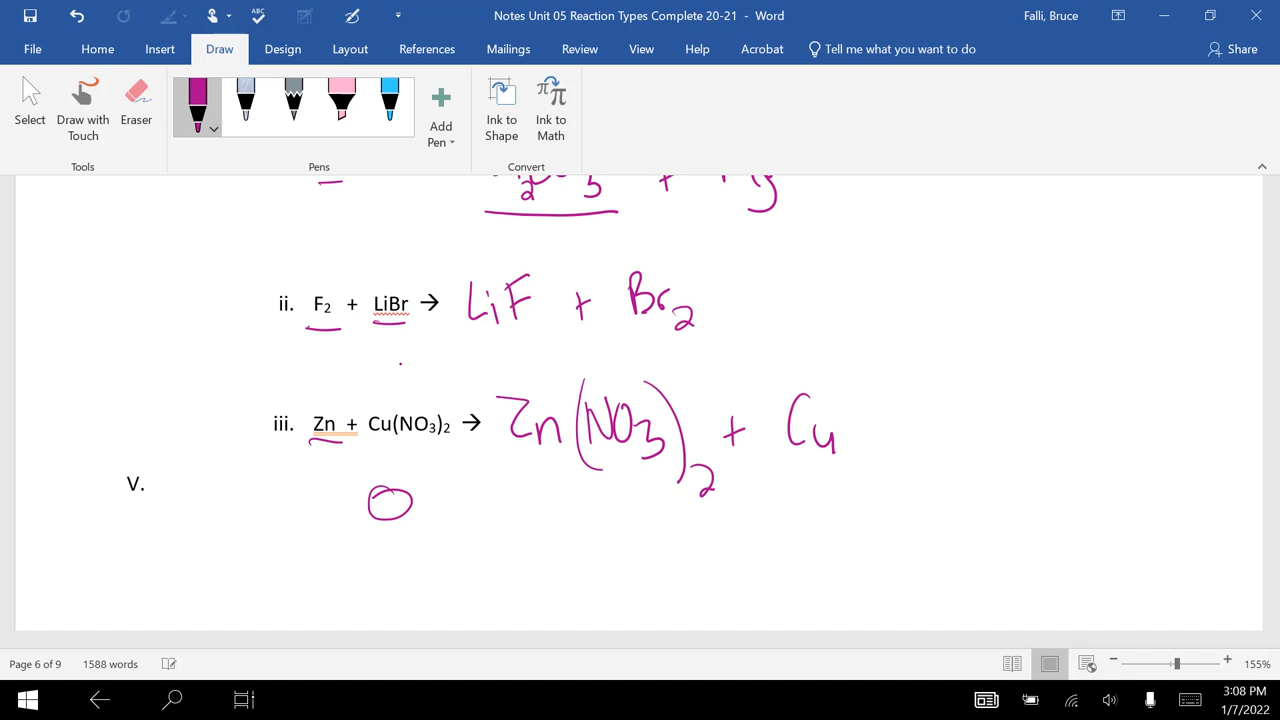 Notes Unit 05 Reaction Types Complete 20-21 - Word
Falli, Bruce
File Home Insert Draw Design Layout References Mailings Review View Help Acrobat Tell me what you want to do Share
Select Draw with Touch Eraser Add Pen Ink to Shape Ink to Math
Tools Pens Convert
ii. F₂ + LiBr → LiF + Br₂
iii. Zn + Cu(NO₃)₂ → Zn(NO₃)₂ + Cu
V.
Page 6 of 9 1588 words 155%
3:08 PM
1/7/2022